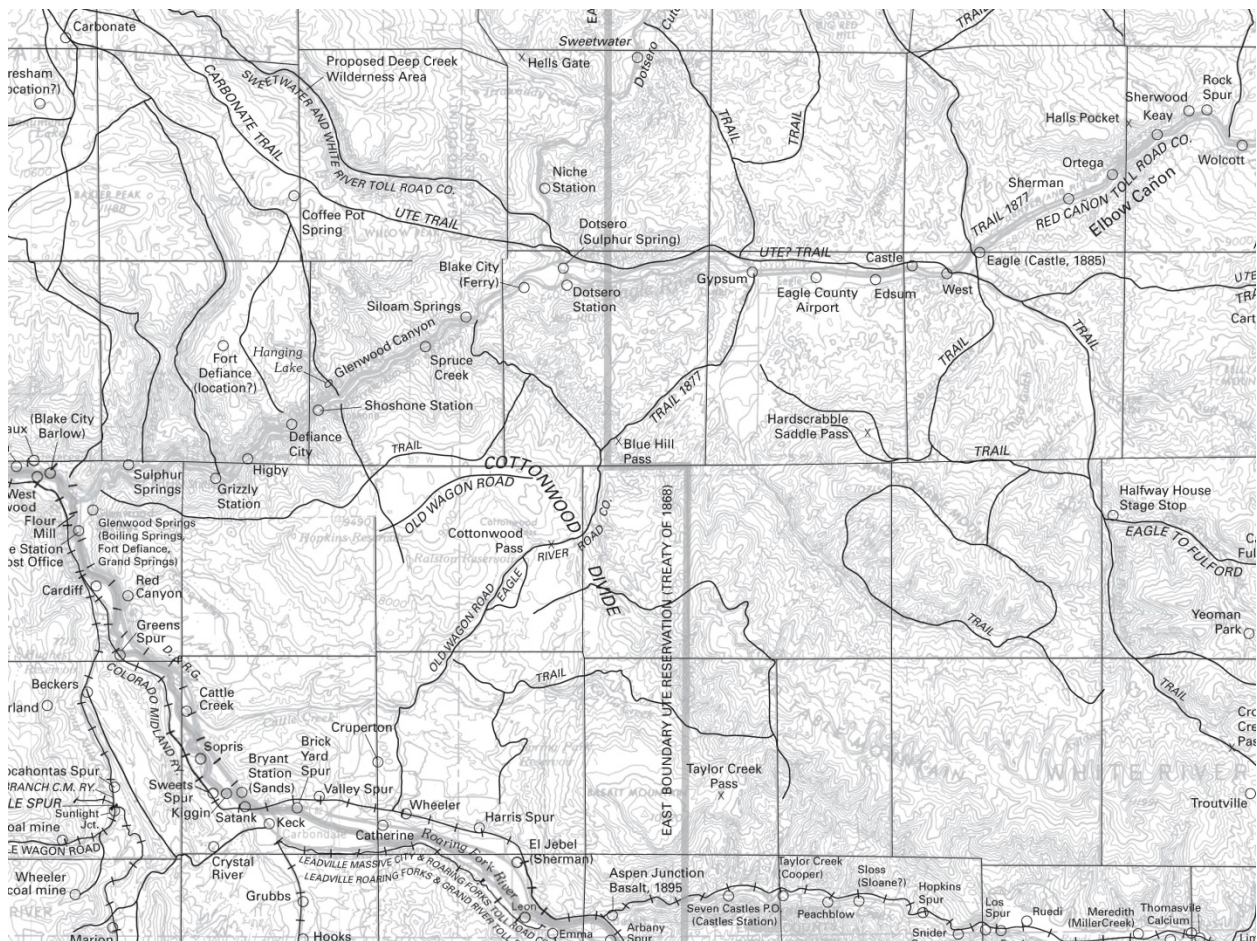 Carbonate
Sweetwater
Dotsero
Hells Gate
TRAIL
Proposed Deep Creek
Wilderness Area
SWEETWATER AND WHITE RIVER TOLL ROAD CO.
CARBONATE TRAIL
(location?)
Rock
Spur
Sherwood
Keay
Halls Pocket
Wolcott
Ortega
Sherman
TRAIL 1877
RED CAÑON TOLL ROAD CO.
Elbow Cañon
TRAIL
TRAIL
Niche
Station
Coffee Pot
Spring
UTE TRAIL
Dotsero
(Sulphur Spring)
UTE? TRAIL
Eagle (Castle, 1885)
Blake City
(Ferry)
Gypsum
Castle
West
Edsum
Eagle County
Airport
Dotsero
Station
Siloam Springs
Glenwood Canyon
Hanging
Lake
Spruce
Creek
Fort
Defiance
(location?)
Shoshone Station
Defiance
City
TRAIL 1877
TRAIL
TRAIL
Hardscrabble
Saddle Pass
Blue Hill
Pass
(Blake City
Barlow)
TRAIL
Higby
Sulphur
Springs
Grizzly
Station
COTTONWOOD
DIVIDE
OLD WAGON ROAD
TRAIL
West
Flour
Mill
Glenwood Springs
(Boiling Springs,
Fort Defiance,
Grand Springs)
Cottonwood
Pass
EAGLE RIVER ROAD CO.
EAST BOUNDARY UTE RESERVATION (TREATY OF 1868)
Halfway House
Stage Stop
EAGLE TO FULFORD
Cardiff
Red
Canyon
Greens
Spur
OLD WAGON ROAD
TRAIL
Yeoman
Park
D. & R.G.
COLORADO MIDLAND RY.
Beckers
Cattle
Creek
TRAIL
TRAIL
Cruperton
Sopris
Bryant
Station
(Sands)
Brick
Yard
Spur
Valley Spur
Sweets
Spur
Kiggin
Satank
Keck
Wheeler
Catherine
Harris Spur
Taylor Creek
Pass
WHITE RIVER
Troutville
BRANCH C.M. RY.
Sunlight
Jct.
Crystal
River
Carbondale
Roaring Fork River
El Jebel
(Sherman)
LEADVILLE MASSIVE CITY & ROARING FORKS TOLL ROAD CO.
LEADVILLE ROARING FORKS & GRAND RIVER TOLL ROAD CO.
Wheeler
coal mine
Grubbs
Hooks
Marion
Leon
Emma
Aspen Junction
Basalt, 1895
Arbany
Spur
Seven Castles P.O.
(Castles Station)
Taylor Creek
(Cooper)
Peachblow
Sloss
(Sloane?)
Hopkins
Spur
Snider
Los
Spur
Ruedi
Meredith
(MillerCreek)
Thomasville
Calcium